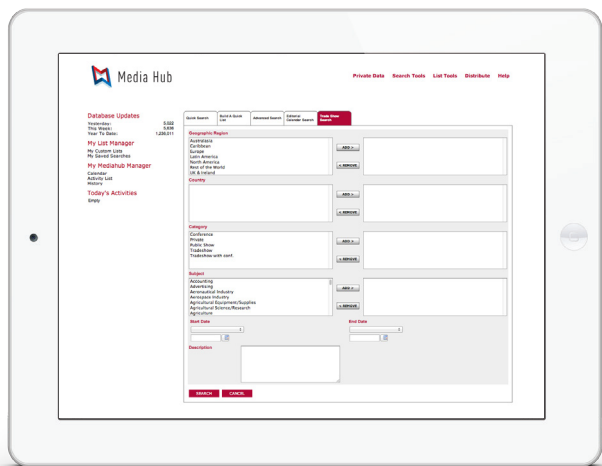 Media Hub
Private Data Search Tools List Tools Distribute Help
Database Updates
Yesterday: 5,022
This Week: 5,838
Year To Date: 1,298,511
My List Manager
My Custom Lists
My Saved Searches
My Mediahub Manager
Calendar
Activity List
History
Today's Activities
Empty
Quick Search
Build A Quick
List
Advanced Search
Editorial
Calendar Search
Trade Show
Search
Geographic Region
Australasia
Caribbean
Europe
Latin America
North America
Rest of the World
UK & Ireland
ADD >
< REMOVE
Country
ADD >
< REMOVE
Category
Conference
Private
Public Show
Tradeshow
Tradeshow with conf.
ADD >
< REMOVE
Subject
Accounting
Advertising
Aeronautical Industry
Aerospace Industry
Agricultural Equipment/Supplies
Agricultural Science/Research
Agriculture
ADD >
< REMOVE
Start Date
End Date
Description
SEARCH CANCEL